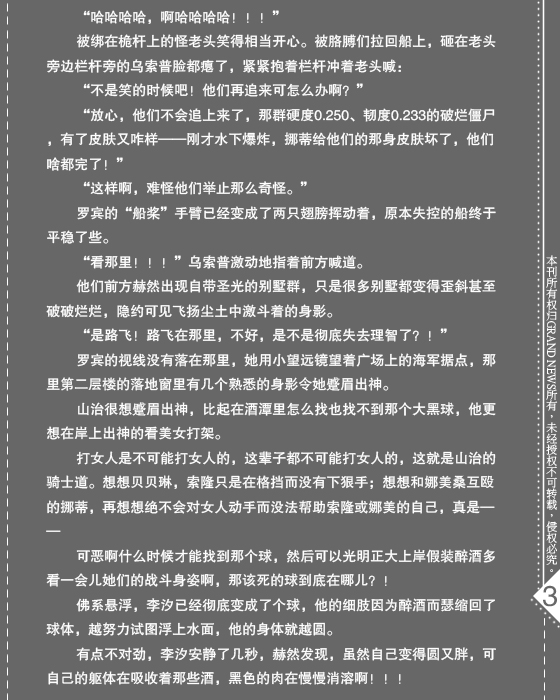 “哈哈哈哈，啊哈哈哈哈！！！”
被绑在桅杆上的怪老头笑得相当开心。被胳膊们拉回船上，砸在老头
旁边栏杆旁的乌索普脸都瘪了，紧紧抱着栏杆冲着老头喊：
“不是笑的时候吧！他们再追来可怎么办啊？”
“放心，他们不会追上来了，那群硬度0.250、韧度0.233的破烂僵尸
，有了皮肤又咋样——刚才水下爆炸，挪蒂给他们的那身皮肤坏了，他们
啥都完了！”
“这样啊，难怪他们举止那么奇怪。”
罗宾的“船桨”手臂已经变成了两只翅膀挥动着，原本失控的船终于
平稳了些。
“看那里！！！”乌索普激动地指着前方喊道。
他们前方赫然出现自带圣光的别墅群，只是很多别墅都变得歪斜甚至
破破烂烂，隐约可见飞扬尘土中激斗着的身影。
“是路飞！路飞在那里，不好，是不是彻底失去理智了？！”
罗宾的视线没有落在那里，她用小望远镜望着广场上的海军据点，那
里第二层楼的落地窗里有几个熟悉的身影令她蹙眉出神。
山治很想蹙眉出神，比起在酒潭里怎么找也找不到那个大黑球，他更
想在岸上出神的看美女打架。
打女人是不可能打女人的，这辈子都不可能打女人的，这就是山治的
骑士道。想想贝贝琳，索隆只是在格挡而没有下狠手；想想和娜美桑互殴
的挪蒂，再想想绝不会对女人动手而没法帮助索隆或娜美的自己，真是—
—
可恶啊什么时候才能找到那个球，然后可以光明正大上岸假装醉酒多
看一会儿她们的战斗身姿啊，那该死的球到底在哪儿？！
佛系悬浮，李汐已经彻底变成了个球，他的细肢因为醉酒而瑟缩回了
球体，越努力试图浮上水面，他的身体就越圆。
有点不对劲，李汐安静了几秒，赫然发现，虽然自己变得圆又胖，可
自己的躯体在吸收着那些酒，黑色的肉在慢慢消溶啊！！！
本刊所有权归GRAND NEWS所有，未经授权不可转载，侵权必究。
3